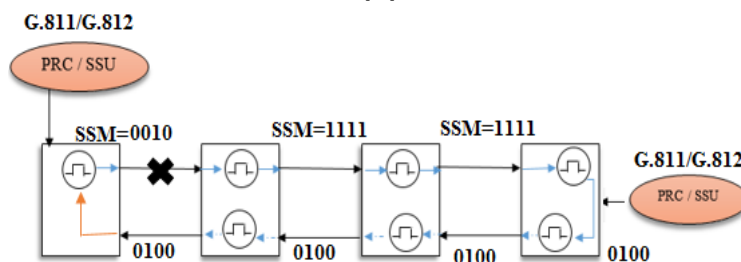 G.811/G.812
PRC / SSU
SSM=0010
SSM=1111
SSM=1111
G.811/G.812
PRC / SSU
0100
0100
0100
0100